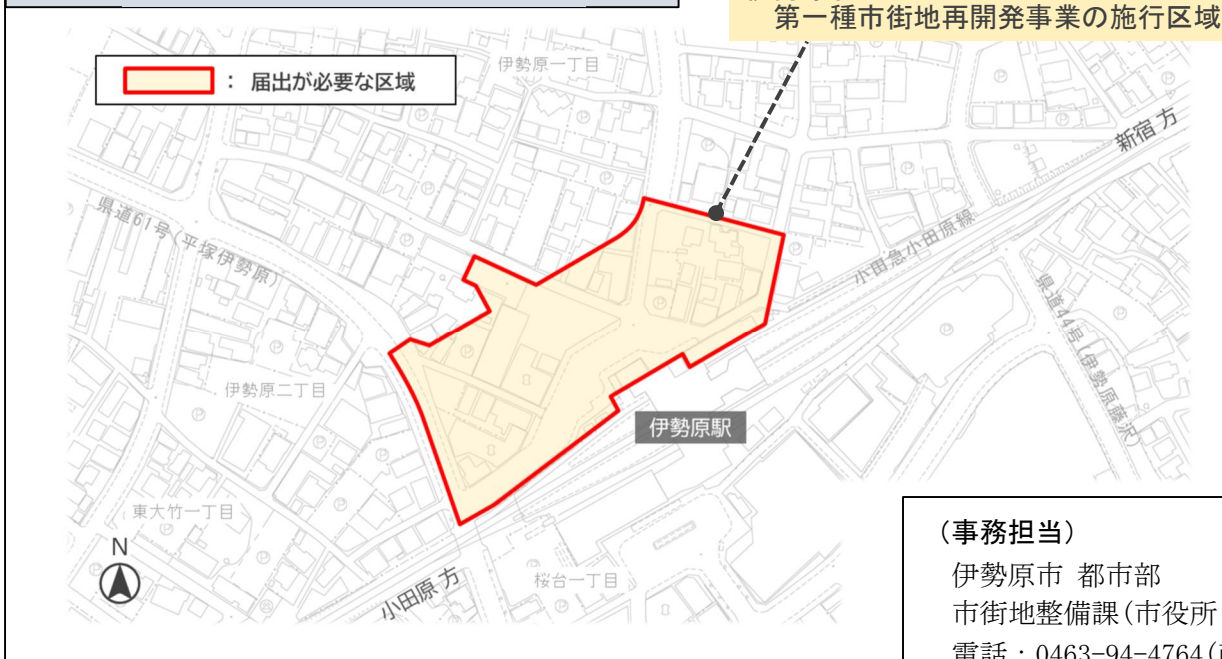 第一種市街地再開発事業の施行区域
： 届出が必要な区域
伊勢原一丁目
新宿方
県道61号(平塚伊勢原)
小田急小田原線
県道44号(伊勢原藤沢)
伊勢原二丁目
伊勢原駅
東大竹一丁目
N
小田原方
桜台一丁目
（事務担当）
伊勢原市 都市部
市街地整備課(市役所
電話：0463-94-4764(